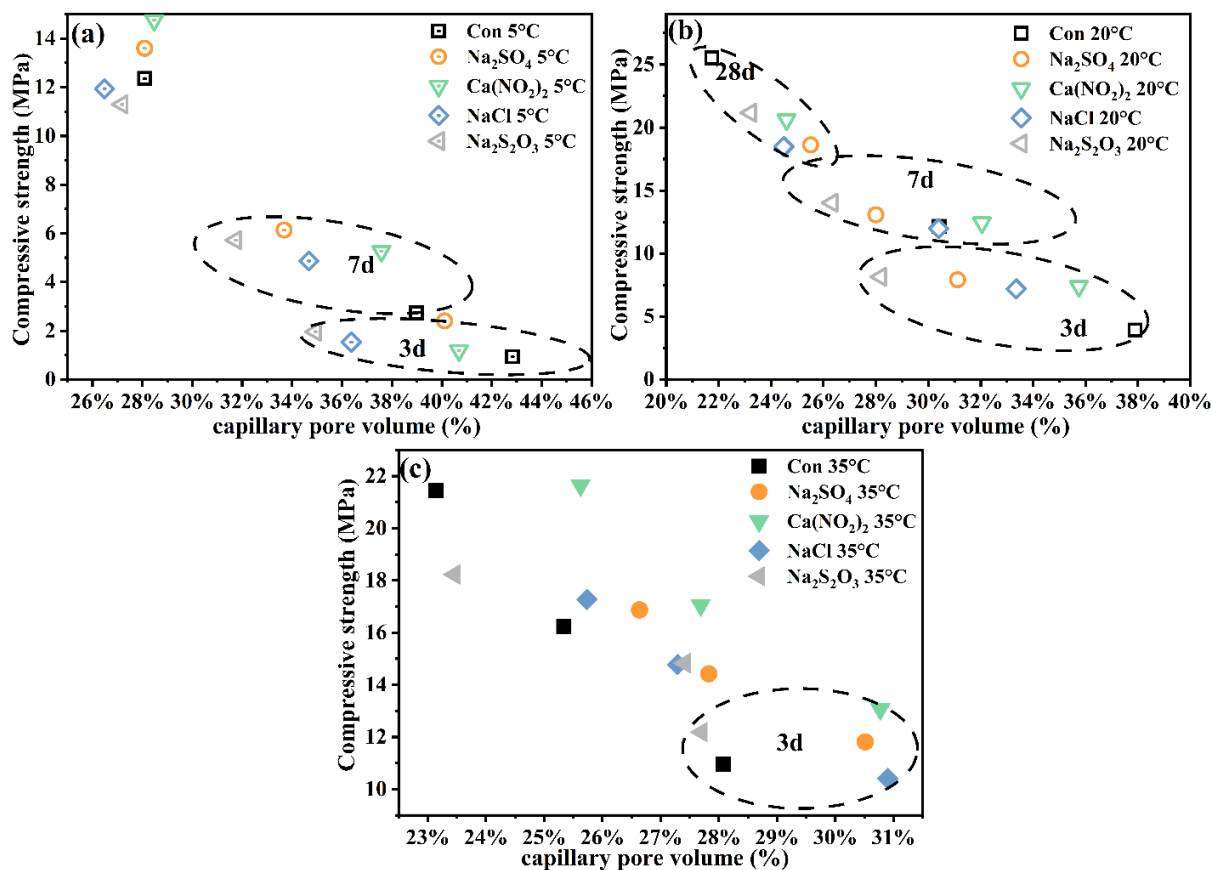 (a)
Con 5°C
Na₂SO₄ 5°C
Ca(NO₂)₂ 5°C
NaCl 5°C
Na₂S₂O₃ 5°C
7d
3d
Compressive strength (MPa)
14
12
10
8
6
4
2
0
26% 28% 30% 32% 34% 36% 38% 40% 42% 44% 46%
capillary pore volume (%)
(b)
Con 20°C
Na₂SO₄ 20°C
Ca(NO₂)₂ 20°C
NaCl 20°C
Na₂S₂O₃ 20°C
28d
7d
3d
Compressive strength (MPa)
25
20
15
10
5
0
20% 22% 24% 26% 28% 30% 32% 34% 36% 38% 40%
capillary pore volume (%)
(c)
Con 35°C
Na₂SO₄ 35°C
Ca(NO₂)₂ 35°C
NaCl 35°C
Na₂S₂O₃ 35°C
3d
Compressive strength (MPa)
22
20
18
16
14
12
10
23% 24% 25% 26% 27% 28% 29% 30% 31%
capillary pore volume (%)